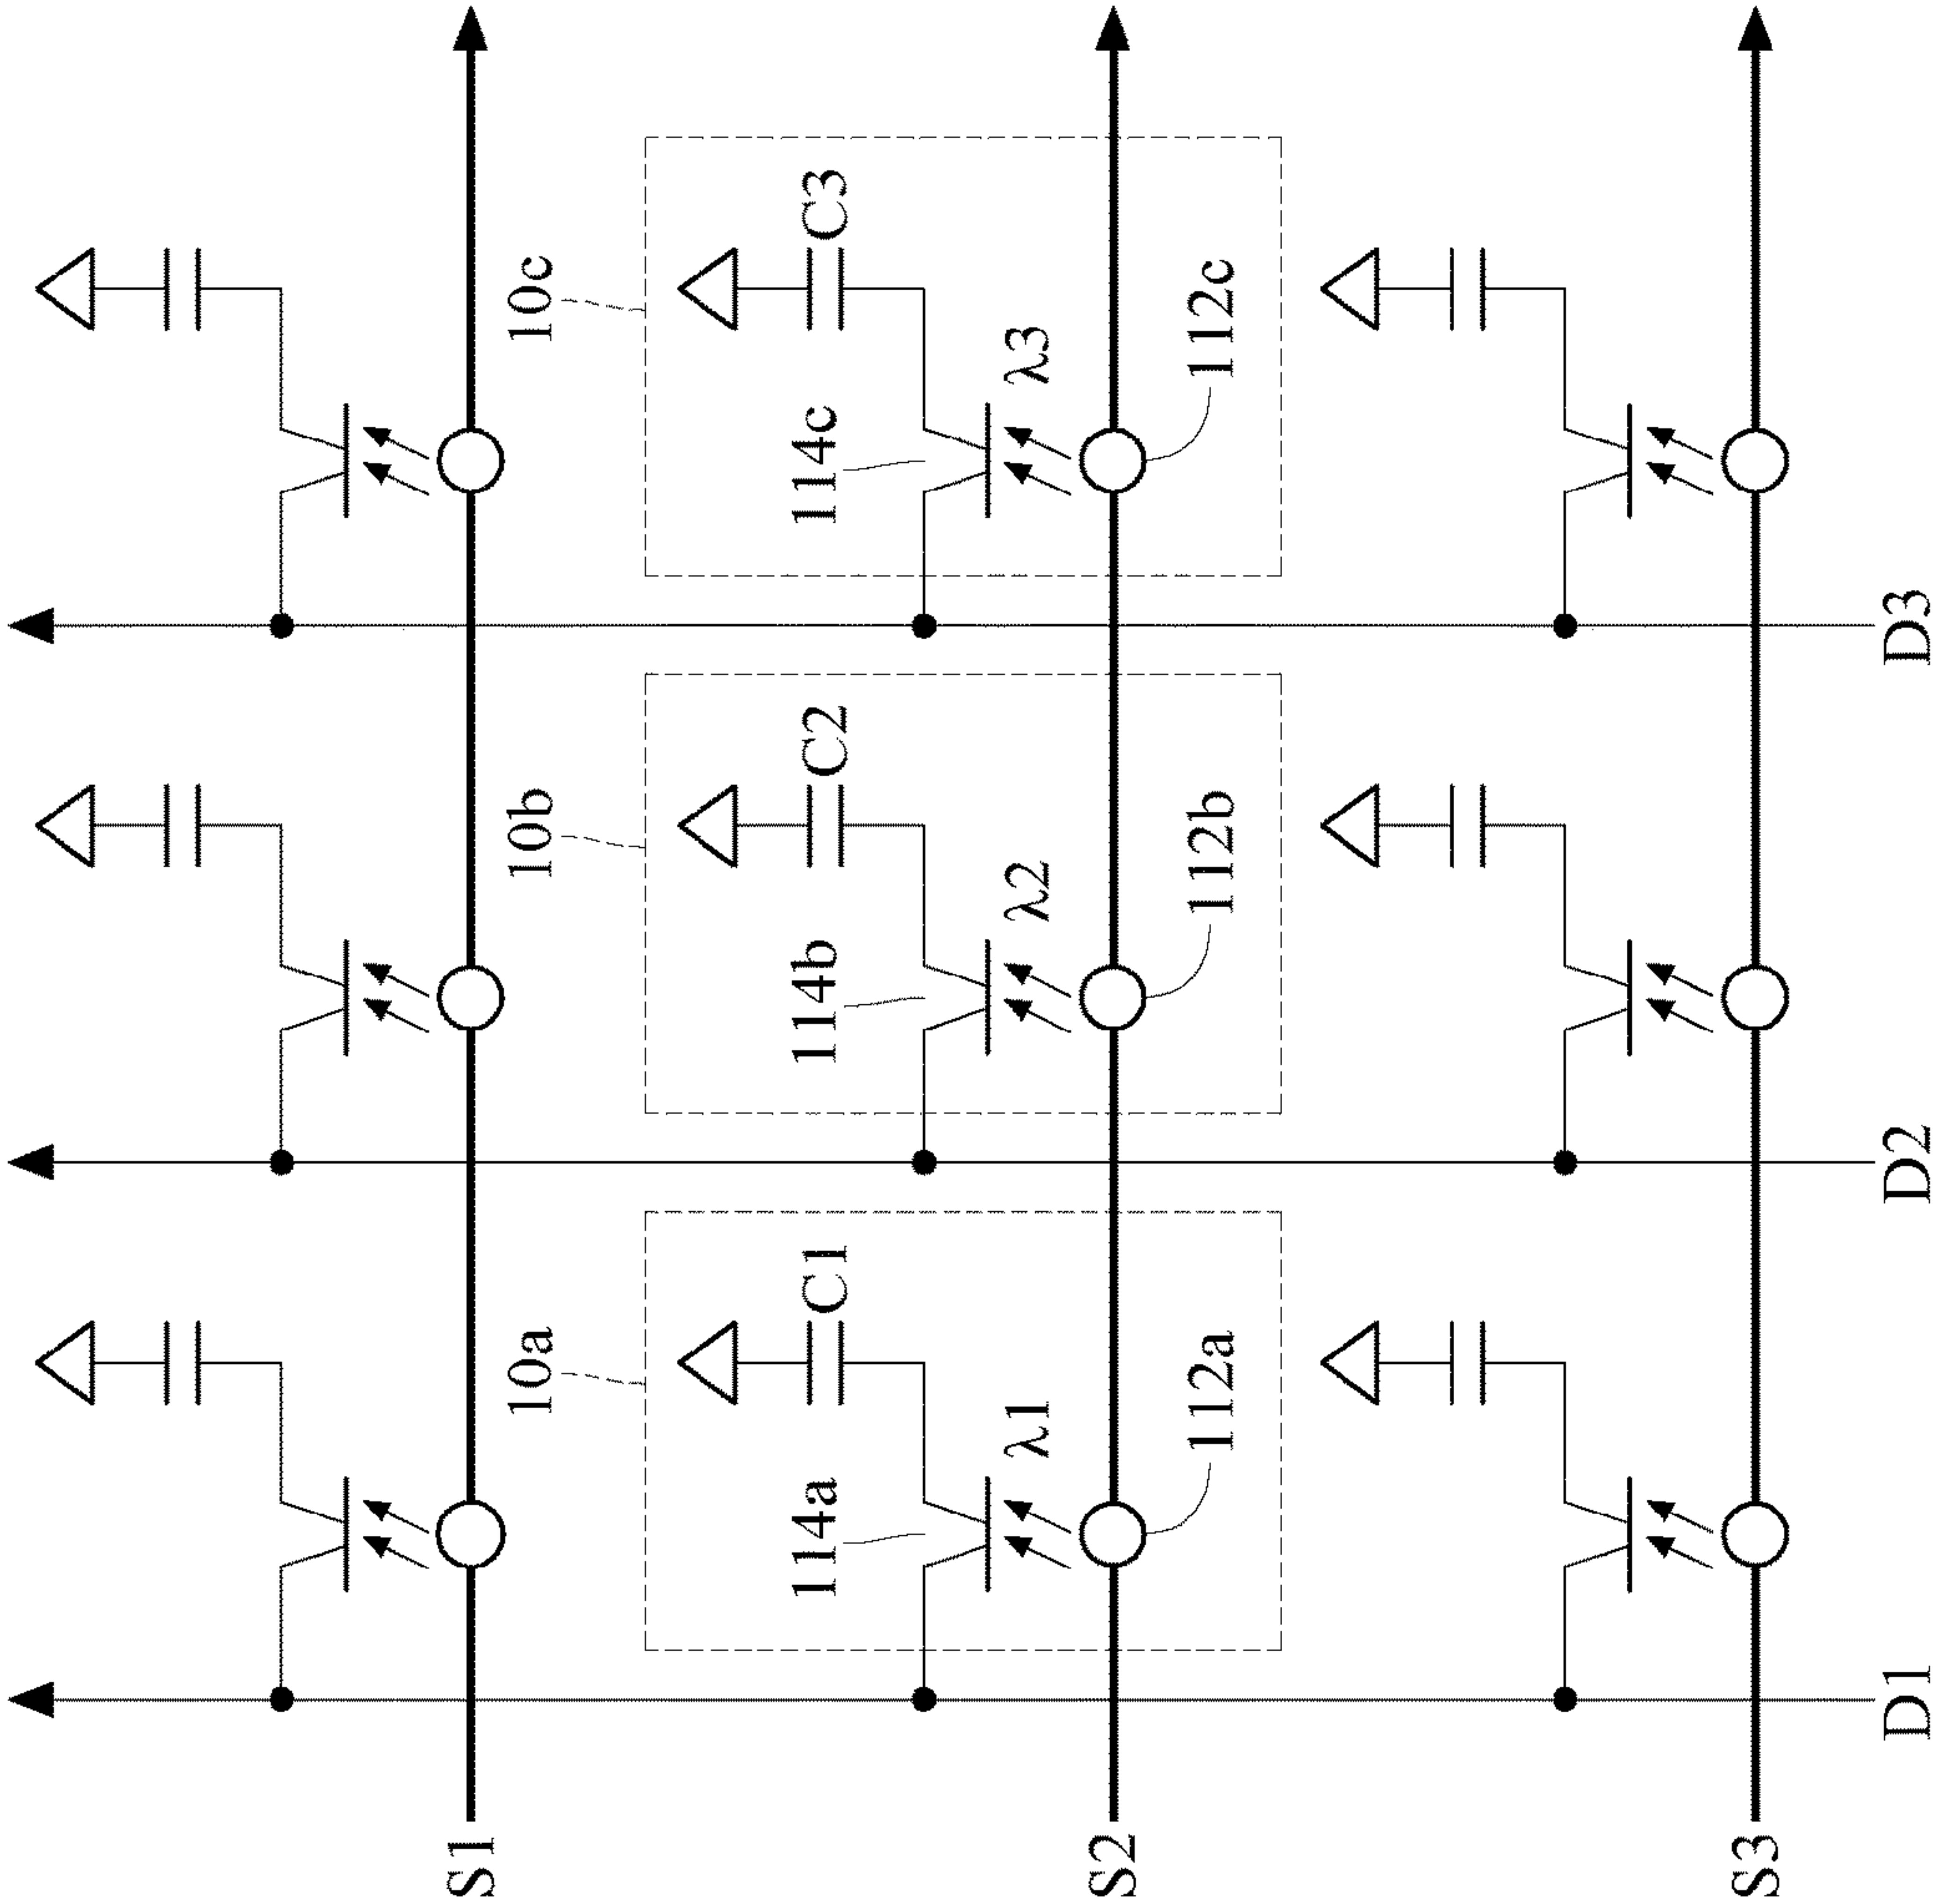 S1
S2
S3
D1
D2
D3
10a
C1
114a
λ1
112a
10b
C2
114b
λ2
112b
10c
C3
114c
λ3
112c